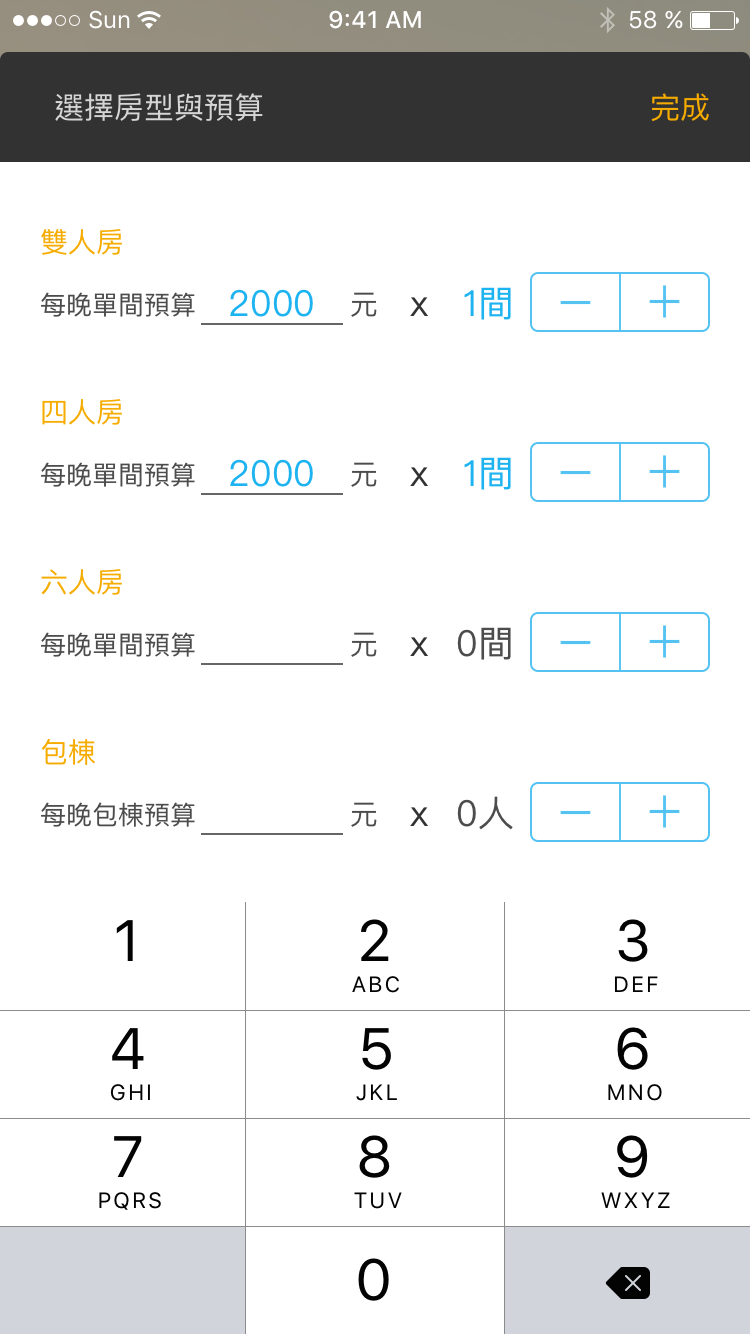 Sun 9:41 AM 58 %
選擇房型與預算 完成
雙人房
每晚單間預算 2000 元 x 1間
四人房
每晚單間預算 2000 元 x 1間
六人房
每晚單間預算 元 x 0間
包棟
每晚包棟預算 元 x 0人
1 2 3
ABC DEF
4 5 6
GHI JKL MNO
7 8 9
PQRS TUV WXYZ
0